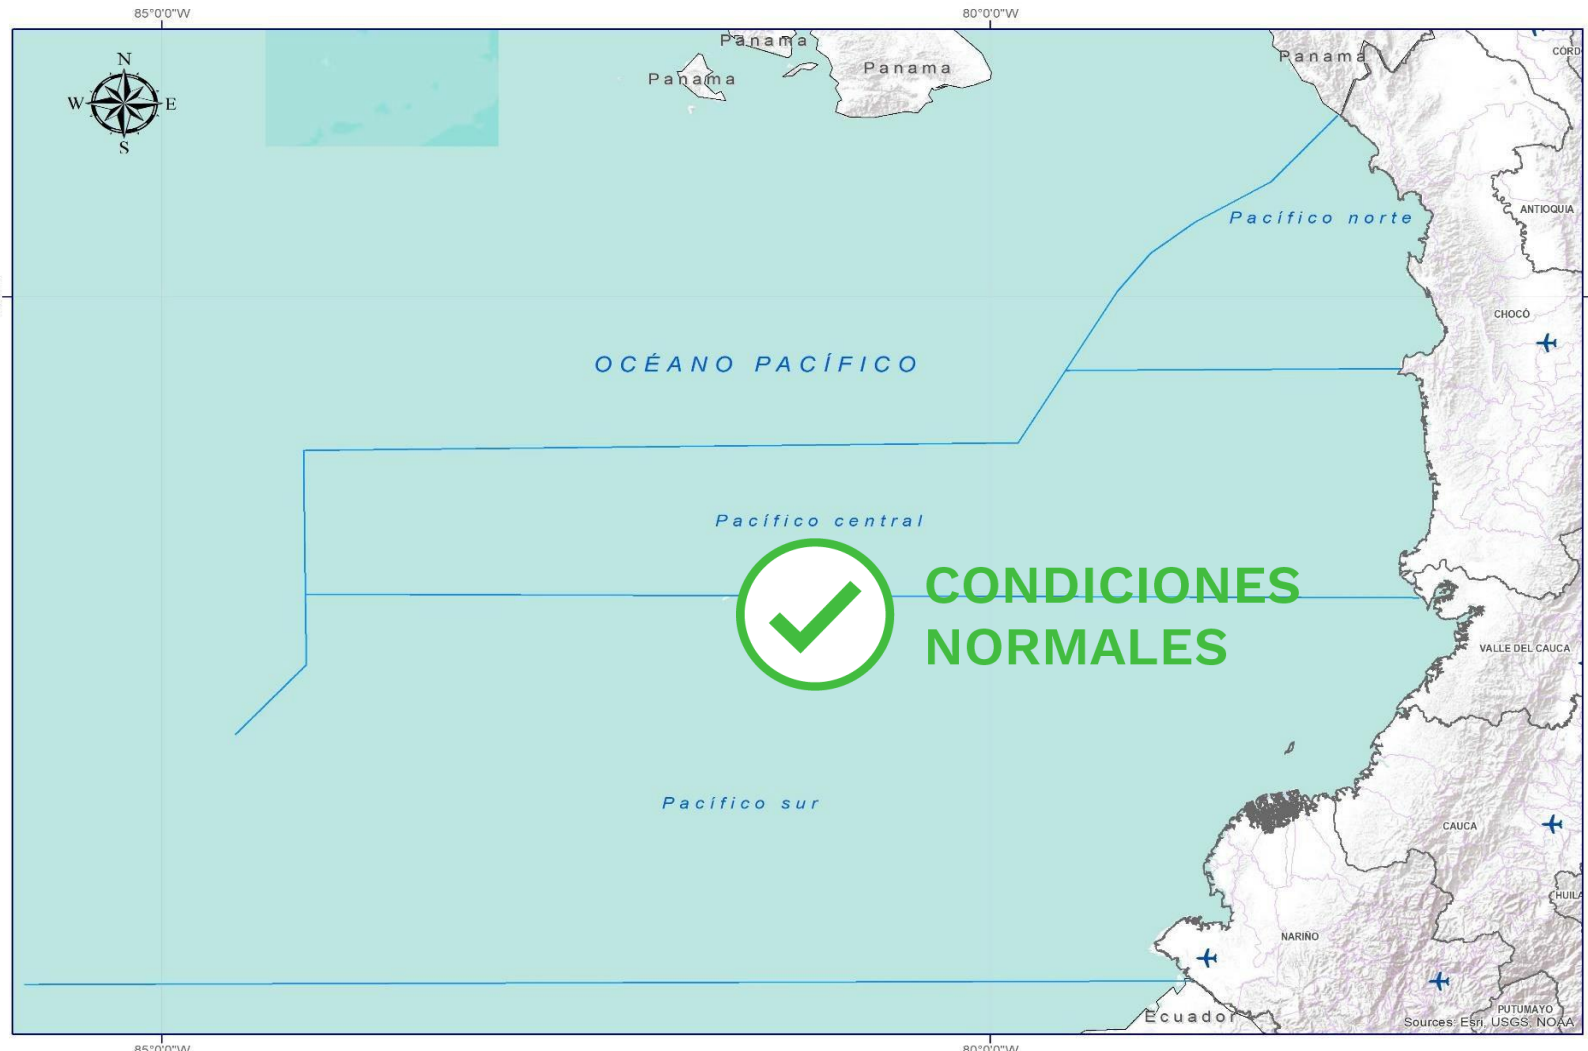 85°0'0"W
80°0'0"W
N
W
E
S
Panama
Panama
Panama
Panama
CÓRD
Pacífico norte
ANTIOQUIA
CHOCÓ
OCÉANO PACÍFICO
Pacífico central
CONDICIONES
NORMALES
VALLE DEL CAUCA
Pacífico sur
CAUCA
HUILA
NARIÑO
PUTUMAYO
Ecuador
Sources: Esri, USGS, NOAA
85°0'0"W
80°0'0"W